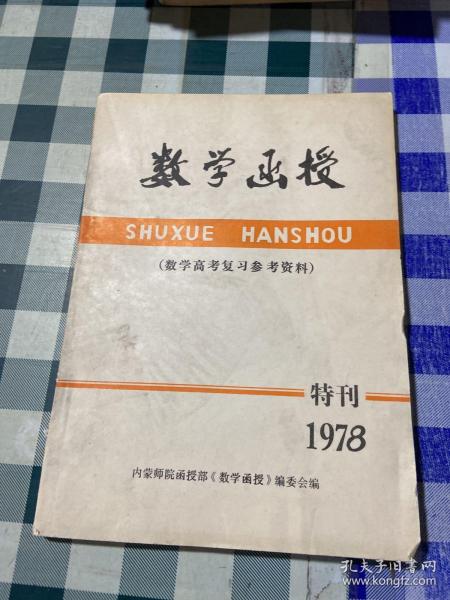 数学函授
SHUXUE HANSHOU
(数学高考复习参考资料)
特刊
1978
内蒙师院函授部《数学函授》编委会编
孔夫子旧书网
www.kongfz.com